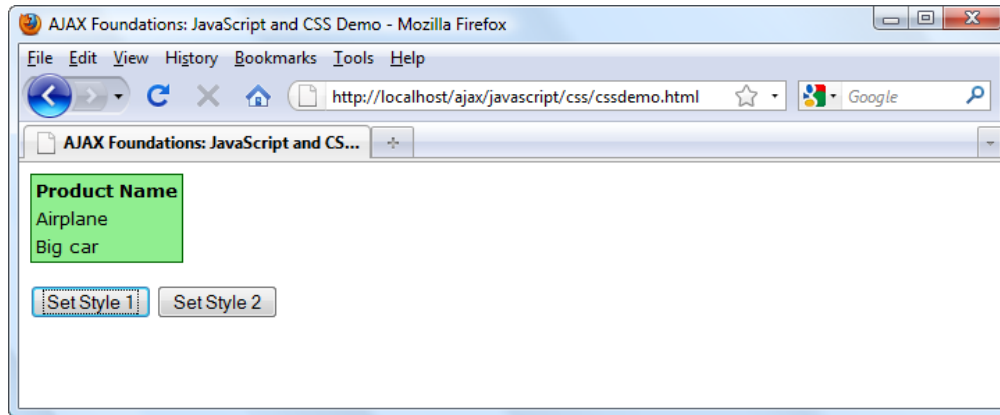 AJAX Foundations: JavaScript and CSS Demo - Mozilla Firefox
File Edit View History Bookmarks Tools Help
http://localhost/ajax/javascript/css/cssdemo.html Google
AJAX Foundations: JavaScript and CS...
Product Name
Airplane
Big car
Set Style 1 Set Style 2